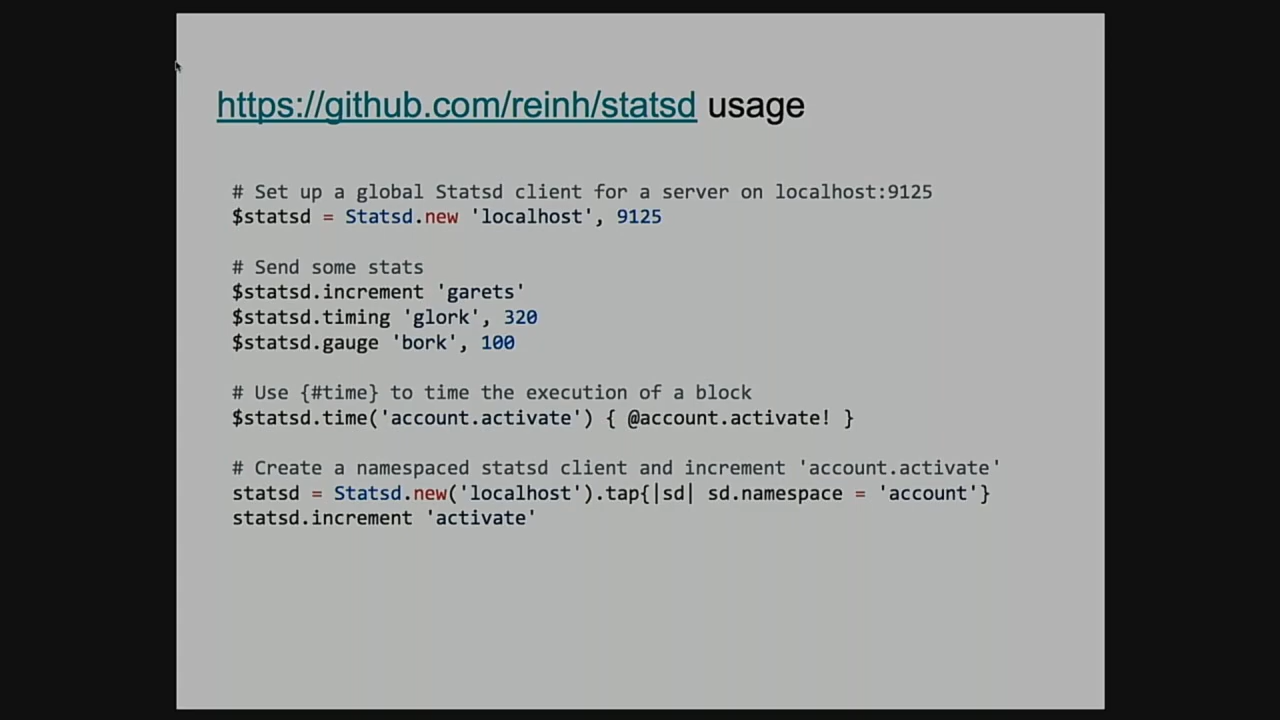 https://github.com/reinh/statsd usage
# Set up a global Statsd client for a server on localhost:9125
$statsd = Statsd.new 'localhost', 9125
# Send some stats
$statsd.increment 'garets'
$statsd.timing 'glork', 320
$statsd.gauge 'bork', 100
# Use {#time} to time the execution of a block
$statsd.time('account.activate') { @account.activate! }
# Create a namespaced statsd client and increment 'account.activate'
statsd = Statsd.new('localhost').tap{|sd| sd.namespace = 'account'}
statsd.increment 'activate'